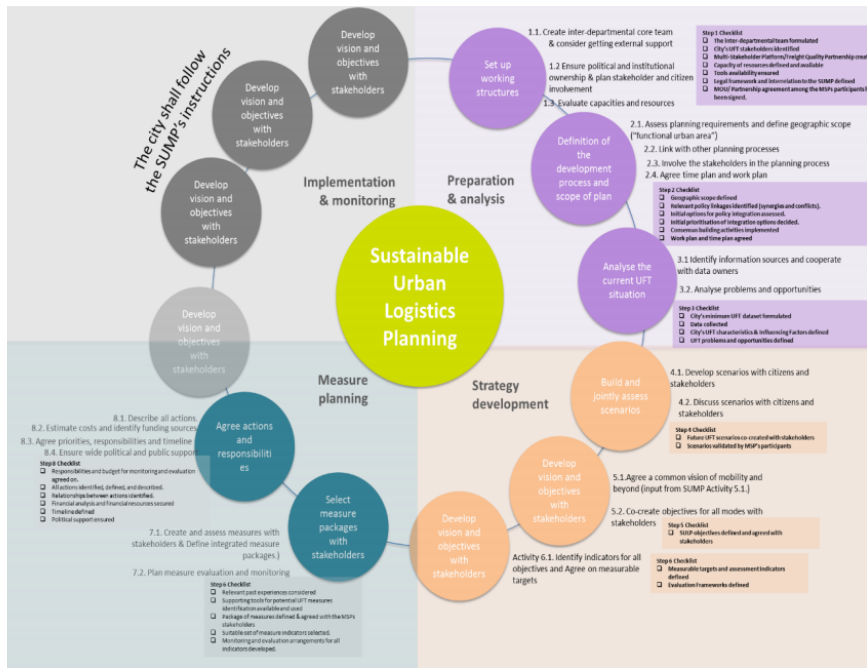 Develop
vision and
objectives
with
stakeholders
Develop
vision and
objectives
with
stakeholders
Develop
vision and
objectives
with
stakeholders
Develop
vision and
objectives
with
stakeholders
The city shall follow
the SUMP's instructions
Implementation
& monitoring
Preparation
& analysis
Sustainable
Urban
Logistics
Planning
Measure
planning
Strategy
development
Set up
working
structures
1.1. Create inter-departmental core team
& consider getting external support
1.2 Ensure political and institutional
ownership & plan stakeholder and citizen
involvement
1.3. Evaluate capacities and resources
Step 1 Checklist
The inter-departmental team formulated
City's UFT stakeholders identified
Multi-Stakeholder Platform/Freight Quality Partnership creat
Capacity of resources defined and available
Tools availability ensured
Legal framework and interrelation to the SUMP defined
MOU/ Partnership agreement among the MSPs participants h
been signed.
Definition of
the
development
process and
scope of plan
2.1. Assess planning requirements and define geographic scope
("functional urban area")
2.2. Link with other planning processes
2.3. Involve the stakeholders in the planning process
2.4. Agree time plan and work plan
Step 2 Checklist
Geographic scope defined
Relevant policy linkages identified (synergies and conflicts).
Initial options for policy integration assessed.
Initial prioritisation of integration options decided.
Consensus building activities implemented
Work plan and time plan agreed
Analyse the
current UFT
situation
3.1 Identify information sources and cooperate
with data owners
3.2. Analyse problems and opportunities
Step 3 Checklist
City's minimum UFT dataset formulated
Data collected
City's UFT characteristics & Influencing Factors defined
UFT problems and opportunities defined
Build and
jointly assess
scenarios
4.1. Develop scenarios with citizens and
stakeholders
4.2. Discuss scenarios with citizens and
stakeholders
Step 4 Checklist
Future UFT scenarios co-created with stakeholders
Scenarios validated by MSP's participants
Develop
vision and
objectives
with
stakeholders
5.1.Agree a common vision of mobility and
beyond (input from SUMP Activity 5.1.)
5.2. Co-create objectives for all modes with
stakeholders
Step 5 Checklist
SULP objectives defined and agreed with
stakeholders
Develop
vision and
objectives
with
stakeholders
Activity 6.1. Identify indicators for all
objectives and Agree on measurable
targets
Step 6 Checklist
Measurable targets and assessment Indicators
defined
Evaluation Frameworks defined
Select
measure
packages
with
stakeholders
7.1. Create and assess measures with
stakeholders & Define integrated measure
packages.)
7.2. Plan measure evaluation and monitoring
Step 6 Checklist
Relevant past experiences considered
Supporting tools for potential UFT measures
identification available and used
Package of measures defined & agreed with the MSPs
stakeholders
Suitable set of measure indicators selected.
Monitoring and evaluation arrangements for all
indicators developed.
Agree actions
and
responsibiliti
es
8.1. Describe all actions.
8.2. Estimate costs and identify funding sources
8.3. Agree priorities, responsibilities and timeline
8.4. Ensure wide political and public support
Step 8 Checklist
Responsibilities and budget for monitoring and evaluation
agreed on.
All actions identified, defined, and described.
Relationships between actions identified.
Financial analysis and financial resources secured
Timeline defined
Political support ensured